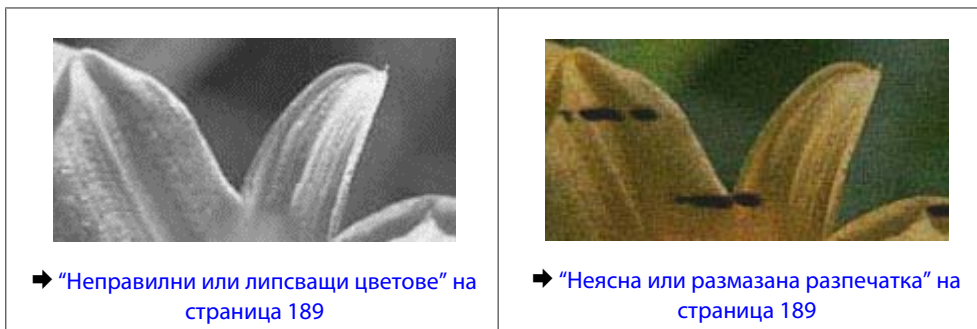 ➡ “Неправилни или липсващи цветове” на
страница 189
➡ “Неясна или размазана разпечатка” на
страница 189